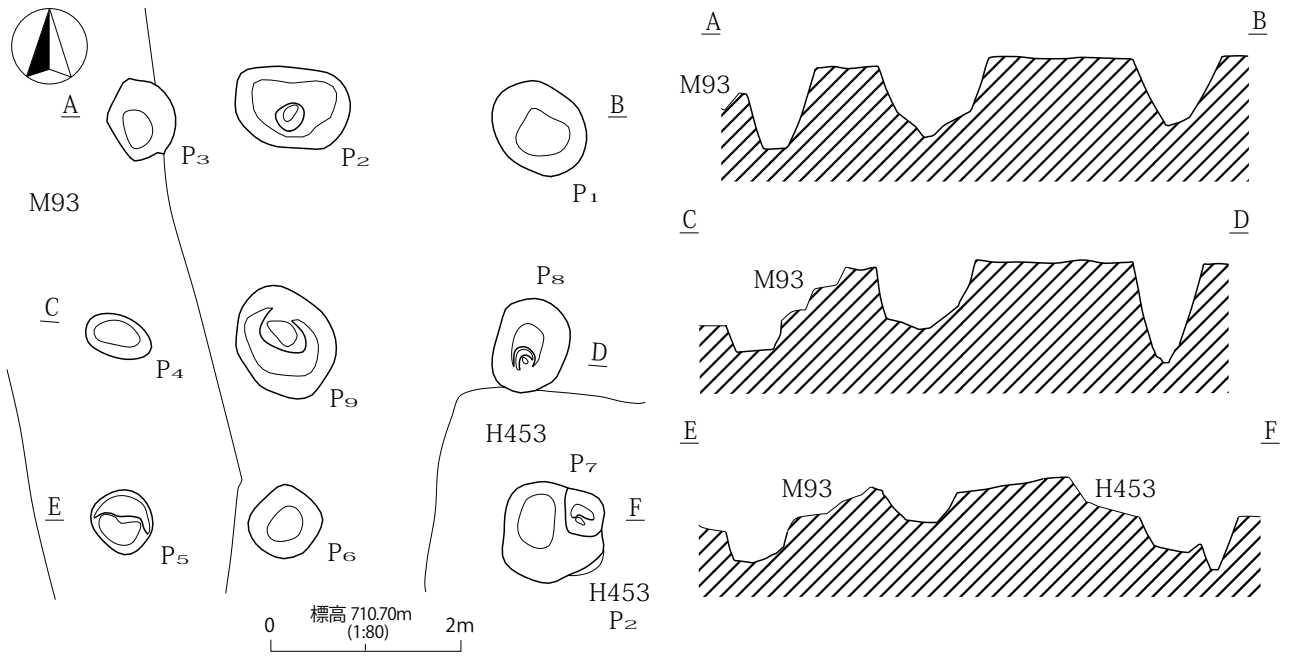 A
B
A
B
M93
P₃
P₂
P₁
M93
C
D
P₈
C
M93
D
P₄
P₉
H453
E
F
P₇
M93
H453
E
F
P₅
P₆
H453
P₂
標高 710.70m
0
(1:80)
2m